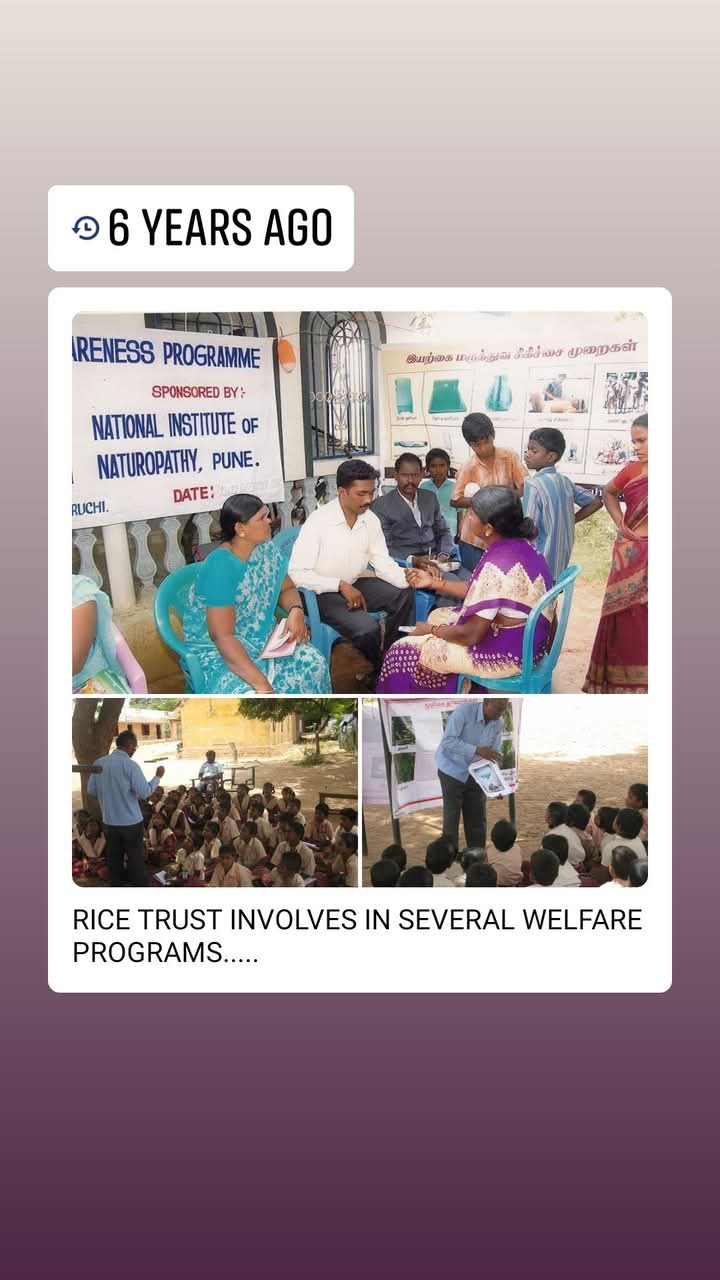 6 YEARS AGO
ARENESS PROGRAMME
SPONSORED BY:-
NATIONAL INSTITUTE OF
NATUROPATHY, PUNE.
DATE:
RUCHI.
இயற்கை மருத்துவ சிகிச்சை முறைகள்
RICE TRUST INVOLVES IN SEVERAL WELFARE
PROGRAMS.....